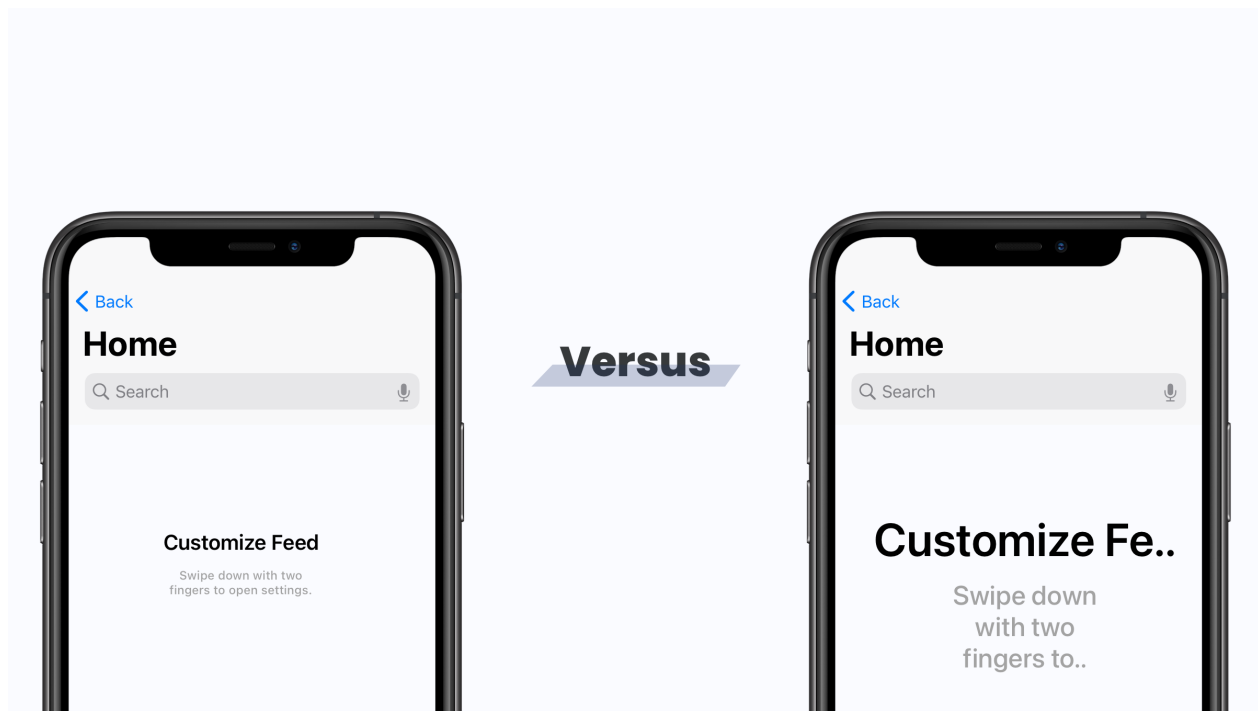 Back
Home
Search
Customize Feed
Swipe down with two
fingers to open settings.
Versus
Back
Home
Search
Customize Fe..
Swipe down
with two
fingers to..